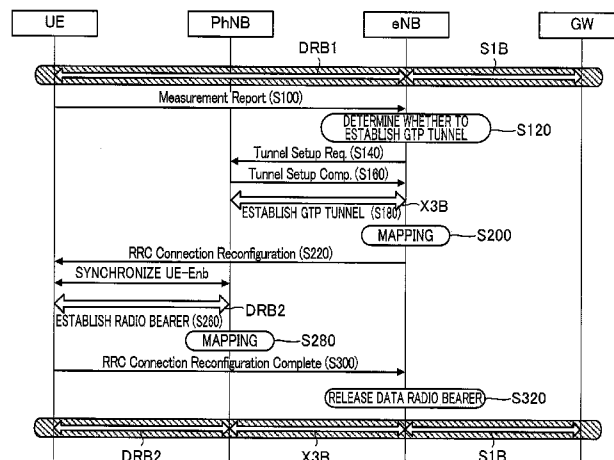 UE PhNB eNB GW
DRB1 S1B
Measurement Report (S100)
DETERMINE WHETHER TO
ESTABLISH GTP TUNNEL
S120
Tunnel Setup Req. (S140)
Tunnel Setup Comp. (S160)
ESTABLISH GTP TUNNEL (S180)
X3B
MAPPING S200
RRC Connection Reconfiguration (S220)
SYNCHRONIZE UE-Enb
DRB2
ESTABLISH RADIO BEARER (S260)
MAPPING S280
RRC Connection Reconfiguration Complete (S300)
RELEASE DATA RADIO BEARER S320
DRB2 X3B S1B